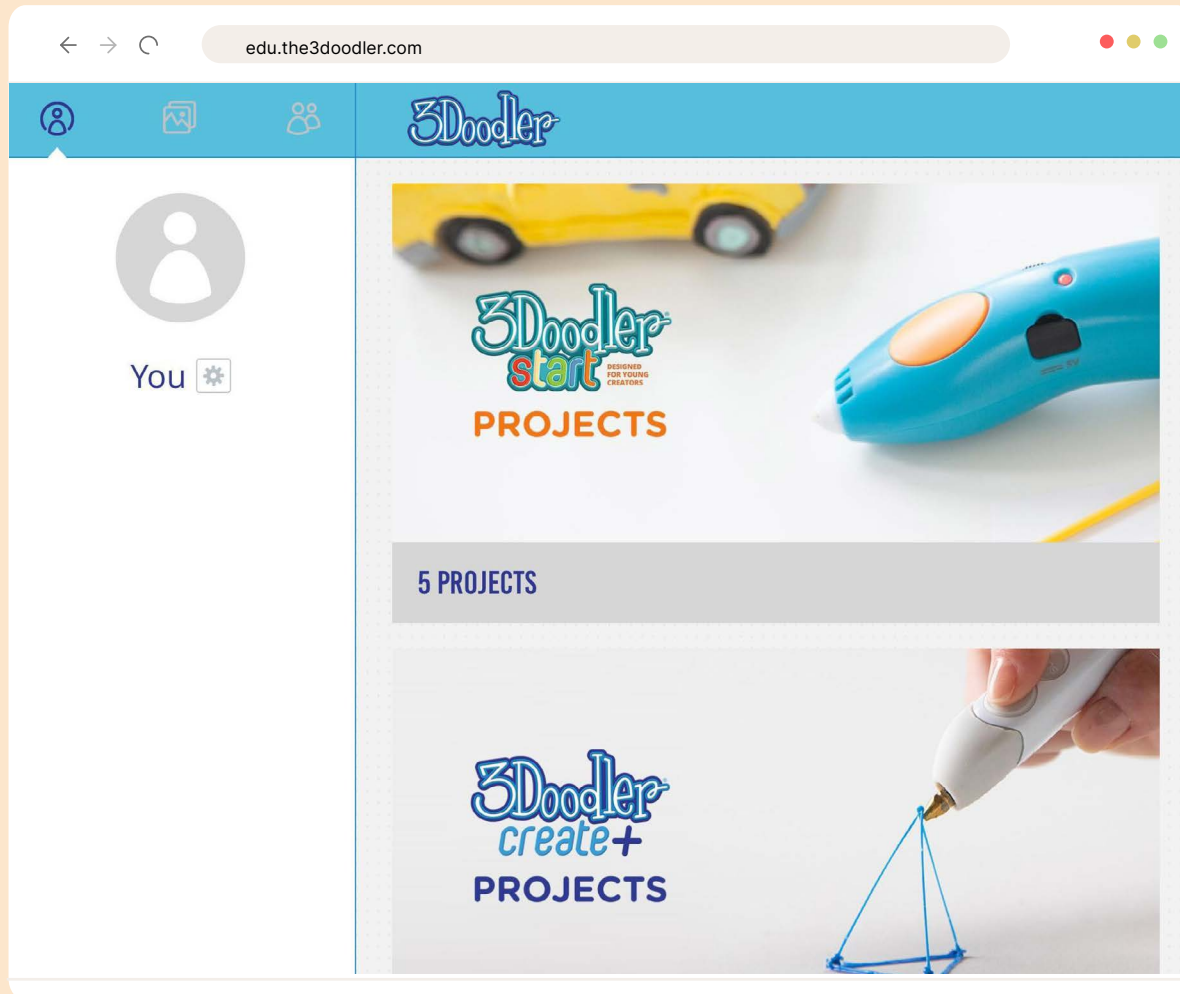 edu.the3doodler.com
3Doodler
You
3Doodler
start
DESIGNED
FOR YOUNG
CREATORS
PROJECTS
5 PROJECTS
3Doodler
create+
PROJECTS